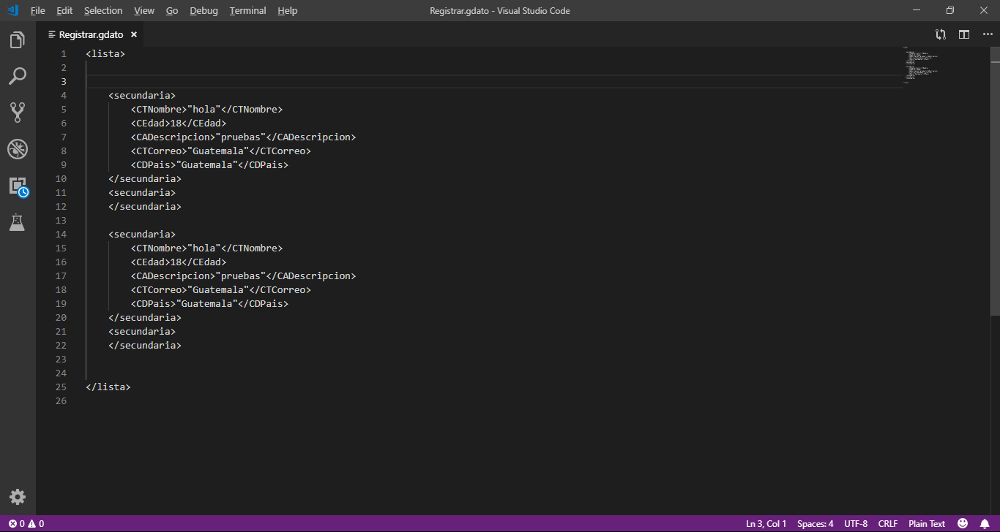 File Edit Selection View Go Debug Terminal Help Registrar.gdato - Visual Studio Code
Registrar.gdato
1 <lista>
2
3
4 <secundaria>
5 <CTNombre>"hola"</CTNombre>
6 <CEdad>18</CEdad>
7 <CADescripcion>"pruebas"</CADescripcion>
8 <CTCorreo>"Guatemala"</CTCorreo>
9 <CDPais>"Guatemala"</CDPais>
10 </secundaria>
11 <secundaria>
12 </secundaria>
13
14 <secundaria>
15 <CTNombre>"hola"</CTNombre>
16 <CEdad>18</CEdad>
17 <CADescripcion>"pruebas"</CADescripcion>
18 <CTCorreo>"Guatemala"</CTCorreo>
19 <CDPais>"Guatemala"</CDPais>
20 </secundaria>
21 <secundaria>
22 </secundaria>
23
24
25 </lista>
26
0 0 Ln 3, Col 1 Spaces: 4 UTF-8 CRLF Plain Text